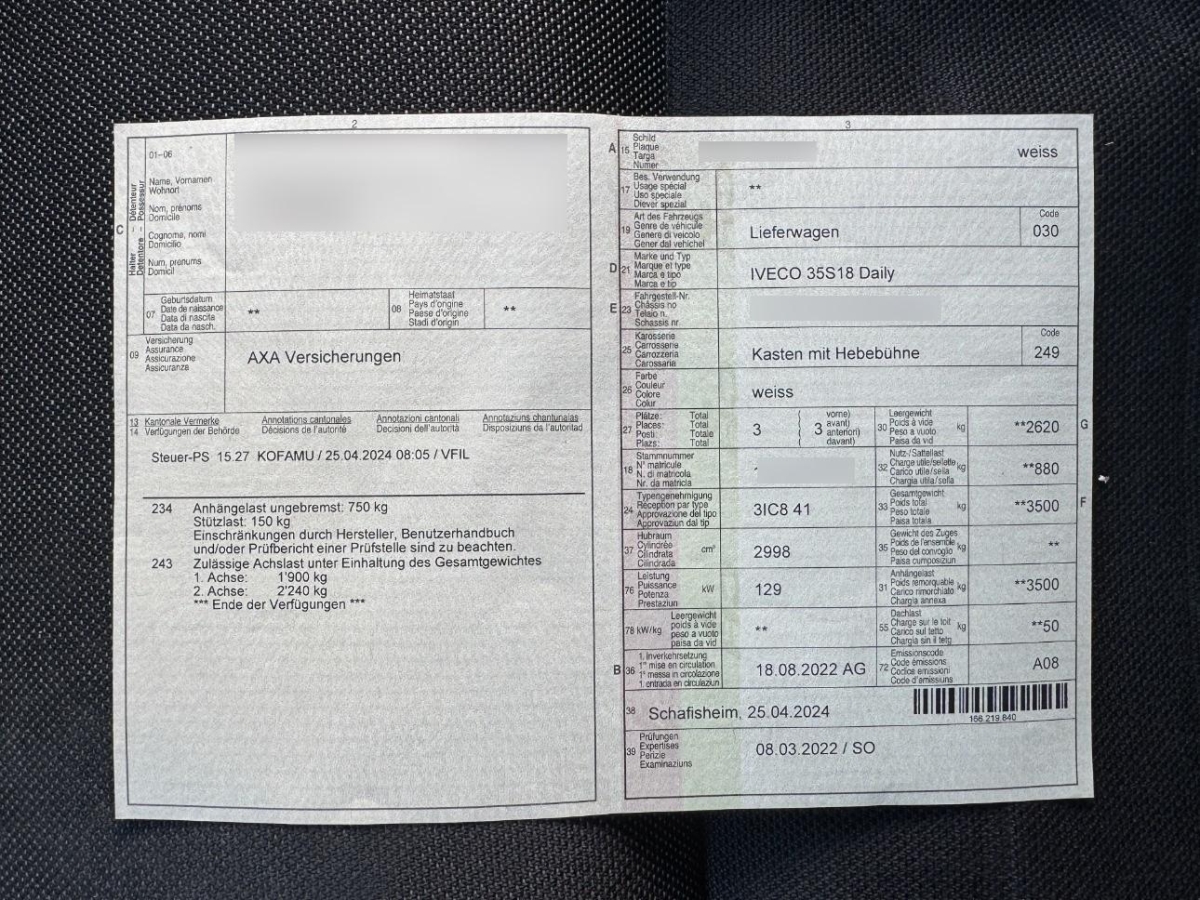 2
01-06
Name, Vornamen
Wohnort
Nom, prénoms
Domicile
Cognome, nomi
Domicilio
Num, prenums
Domicil
C
Halter – Détenteur
Detentore – Possessur
07
Geburtsdatum
Date de naissance
Data di nascita
Data da nasch.
**
08
Heimatstaat
Pays d'origine
Paese d'origine
Stadi d'origin
**
09
Versicherung
Assurance
Assicurazione
Assicuranza
AXA Versicherungen
13 Kantonale Vermerke Annotations cantonales Annotazioni cantonali Annotaziuns chantunalas
14 Verfügungen der Behörde Décisions de l'autorité Decisioni dell'autorità Disposiziuns da l'autoritad
Steuer-PS 15.27 KOFAMU / 25.04.2024 08:05 / VFIL
234 Anhängelast ungebremst: 750 kg
Stützlast: 150 kg
Einschränkungen durch Hersteller, Benutzerhandbuch
und/oder Prüfbericht einer Prüfstelle sind zu beachten.
243 Zulässige Achslast unter Einhaltung des Gesamtgewichtes
1. Achse: 1'900 kg
2. Achse: 2'240 kg
*** Ende der Verfügungen ***
3
A 15
Schild
Plaque
Targa
Numer
weiss
17
Bes. Verwendung
Usage spécial
Uso speciale
Diever spezial
**
19
Art des Fahrzeugs
Genre de véhicule
Genere di veicolo
Gener dal vehichel
Lieferwagen
Code
030
D 21
Marke und Typ
Marque et type
Marca e tipo
Marca e tip
IVECO 35S18 Daily
E 23
Fahrgestell-Nr.
Châssis no
Telaio n.
Schassis nr.
25
Karosserie
Carrosserie
Carrozzeria
Carossaria
Kasten mit Hebebühne
Code
249
26
Farbe
Couleur
Colore
Colur
weiss
27
Plätze: Total
Places: Total
Posti: Totale
Plazs: Total
3
( vorne)
( 3 avant)
( anteriori)
( davant)
30
Leergewicht
Poids à vide
Peso a vuoto
Paisa da vid
kg
**2620
G
18
Stammnummer
N° matricule
N. di matricola
Nr. da matricla
32
Nutz-/Sattellast
Charge utile/sellette
Carico utile/sella
Chargia utila/sella
kg
**880
24
Typengenehmigung
Réception par type
Approvazione del tipo
Approvaziun dal tip
3IC8 41
33
Gesamtgewicht
Poids total
Peso totale
Paisa totala
kg
**3500
F
37
Hubraum
Cylindrée
Cilindrata
Cilindrada
cm³
2998
35
Gewicht des Zuges
Poids de l'ensemble
Peso del convoglio
Paisa cumposiziun
kg
**
76
Leistung
Puissance
Potenza
Prestaziun
kW
129
31
Anhängelast
Poids remorquable
Carico rimorchiato
Chargia annexa
kg
**3500
78 kW/kg
Leergewicht
poids à vide
peso a vuoto
paisa da vid
**
55
Dachlast
Charge sur le toit
Carico sul tetto
Chargia sin il tetg
kg
**50
B 36
1. Inverkehrsetzung
1re mise en circulation
1a messa in circolazione
1. entrada en circulaziun
18.08.2022 AG
72
Emissionscode
Code émissions
Codice emissioni
Code d'emissiuns
A08
38
Schafisheim, 25.04.2024
166 219 840
39
Prüfungen
Expertises
Perizie
Examinaziuns
08.03.2022 / SO